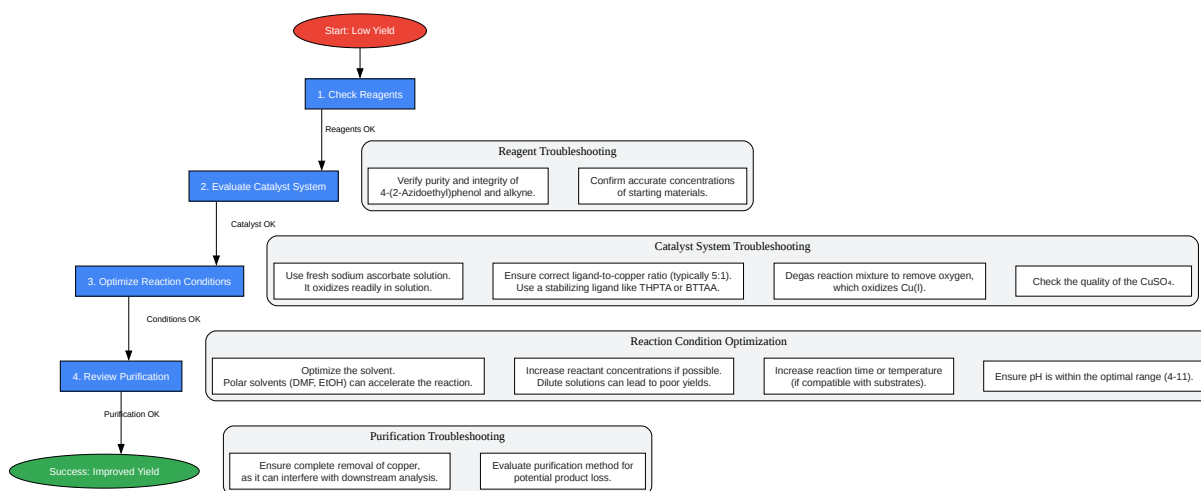 Start: Low Yield
1. Check Reagents
Reagents OK
Reagent Troubleshooting
Verify purity and integrity of
4-(2-Azidoethyl)phenol and alkyne.
Confirm accurate concentrations
of starting materials.
2. Evaluate Catalyst System
Catalyst OK
Catalyst System Troubleshooting
Use fresh sodium ascorbate solution.
It oxidizes readily in solution.
Ensure correct ligand-to-copper ratio (typically 5:1).
Use a stabilizing ligand like THPTA or BTTAA.
Degas reaction mixture to remove oxygen,
which oxidizes Cu(I).
Check the quality of the CuSO₄.
3. Optimize Reaction Conditions
Conditions OK
Reaction Condition Optimization
Optimize the solvent.
Polar solvents (DMF, EtOH) can accelerate the reaction.
Increase reactant concentrations if possible.
Dilute solutions can lead to poor yields.
Increase reaction time or temperature
(if compatible with substrates).
Ensure pH is within the optimal range (4-11).
4. Review Purification
Purification OK
Purification Troubleshooting
Ensure complete removal of copper,
as it can interfere with downstream analysis.
Evaluate purification method for
potential product loss.
Success: Improved Yield